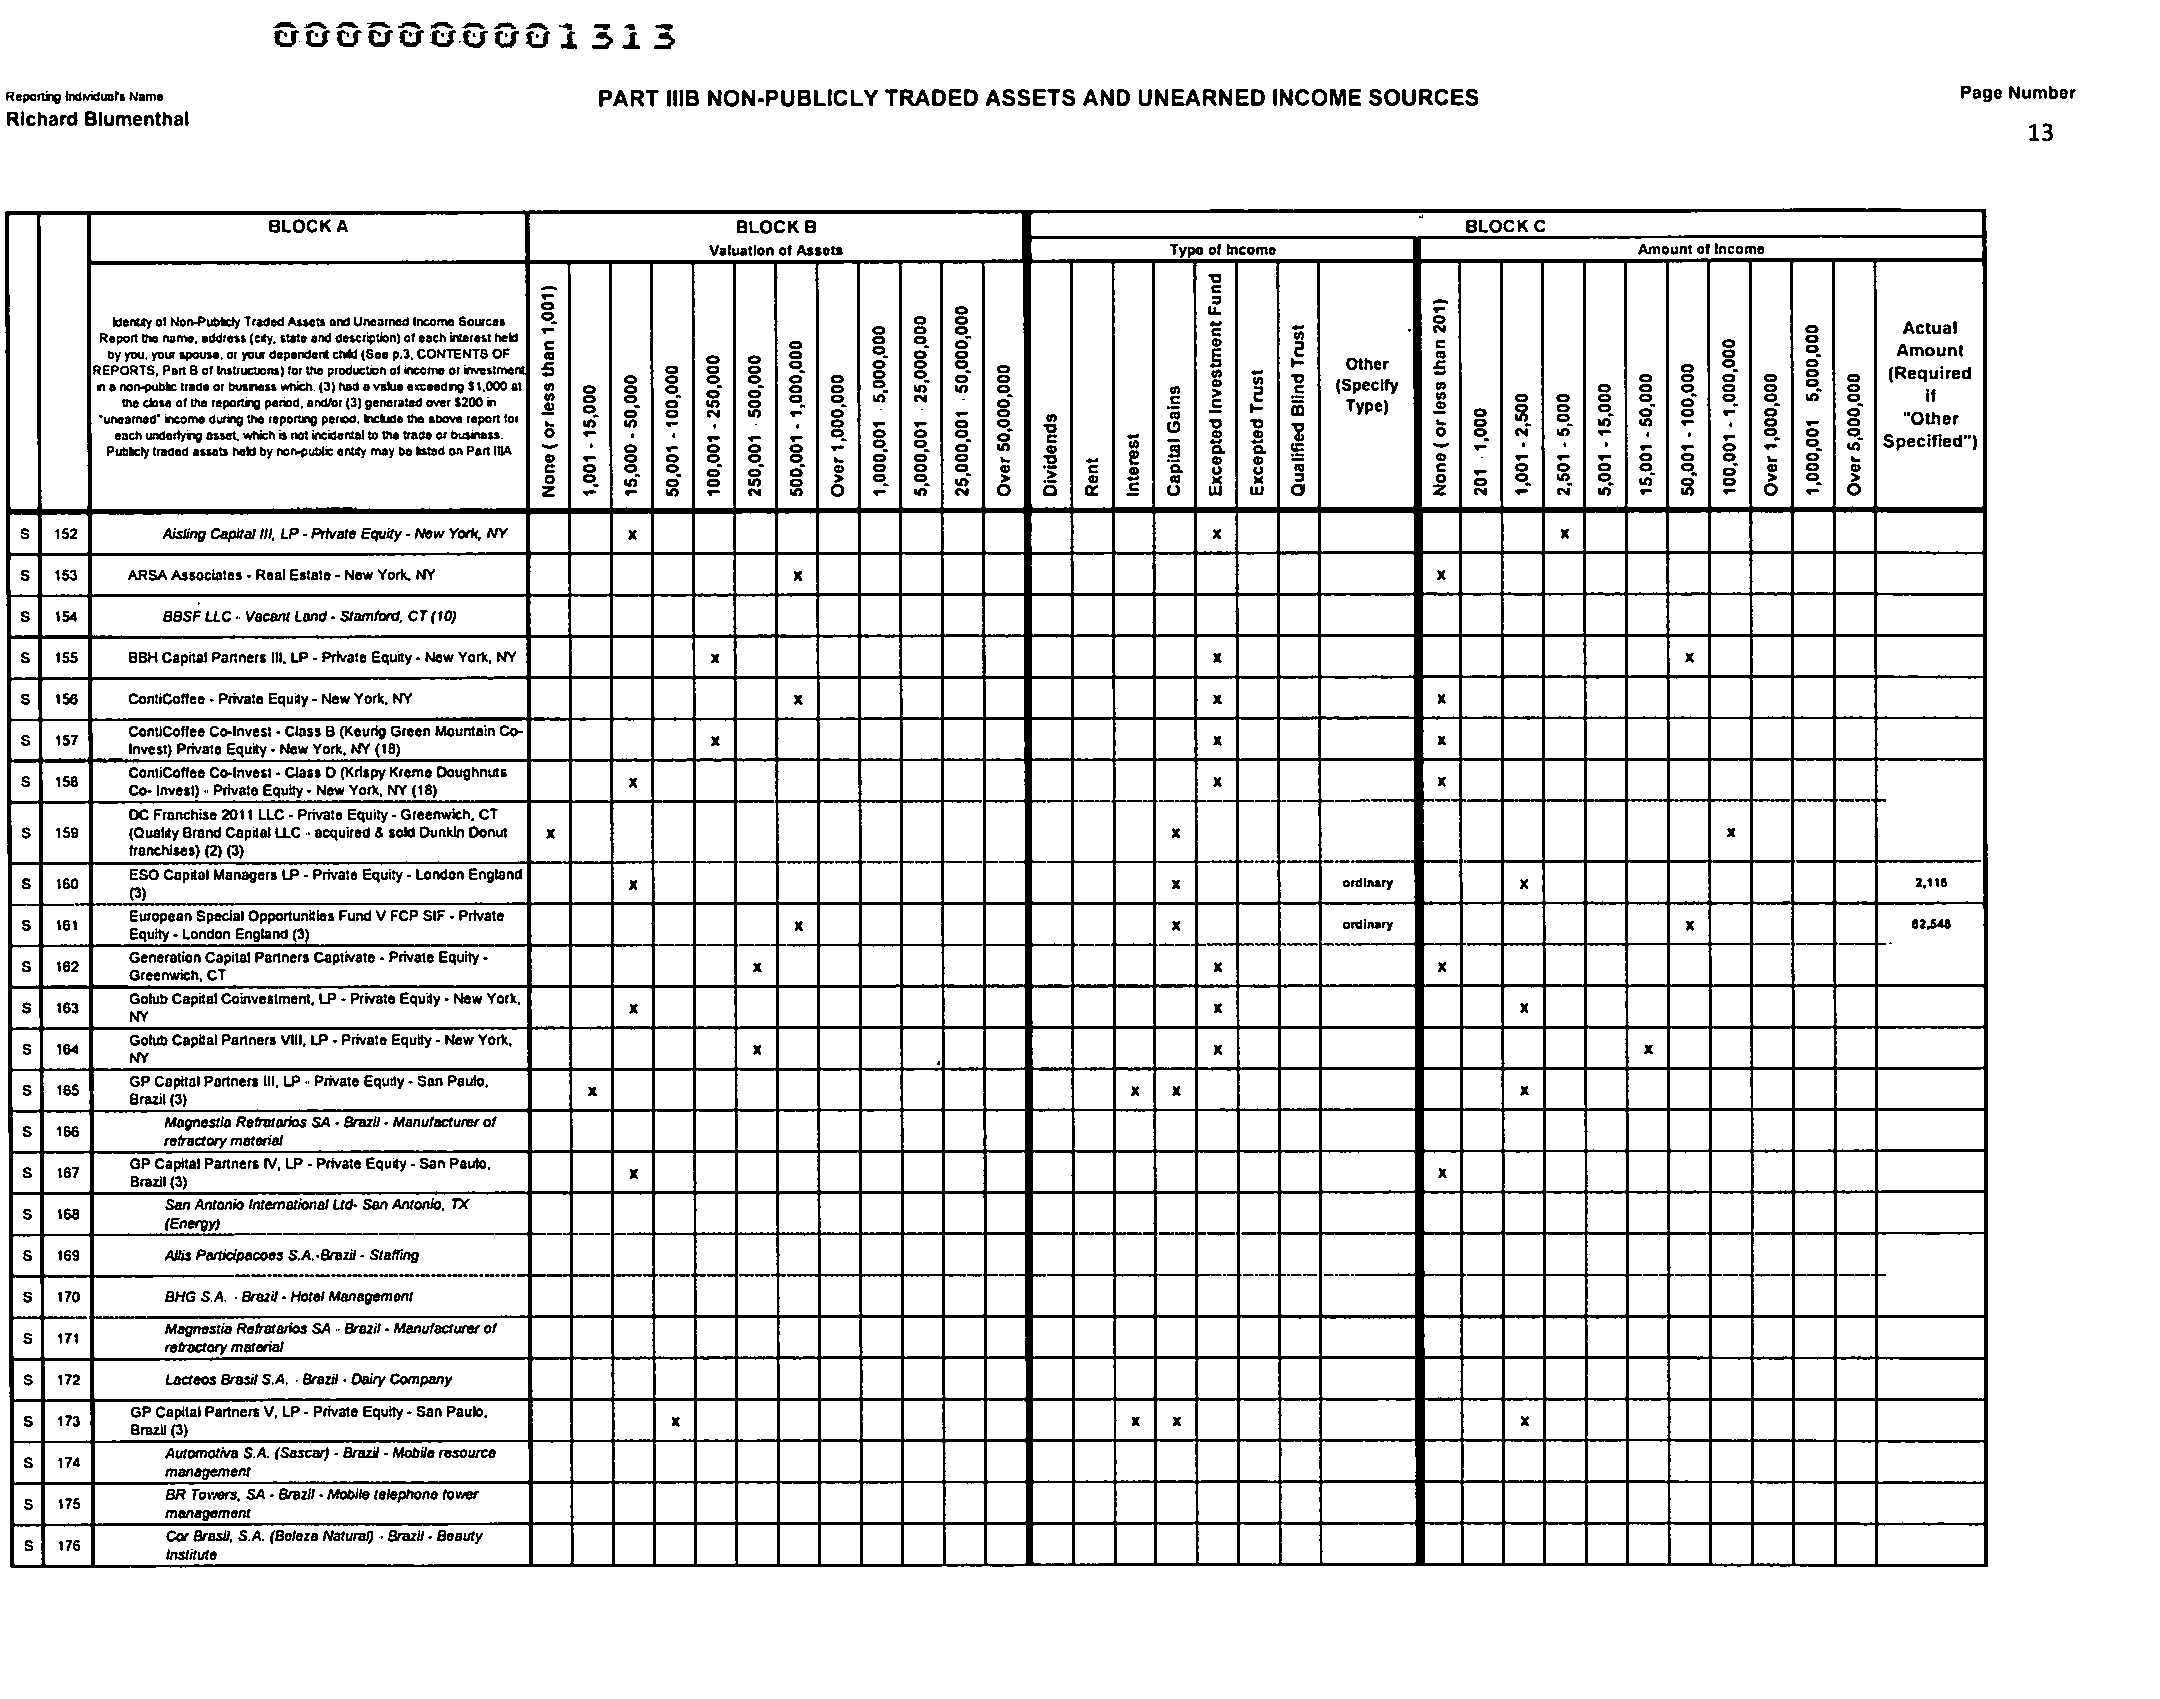 0000000001313
Reporting Individual's Name
Richard Blumenthal
PART IIIB NON-PUBLICLY TRADED ASSETS AND UNEARNED INCOME SOURCES
Page Number
13
BLOCK A
BLOCK B
BLOCK C
Valuation of Assets
Type of Income
Amount of Income
Identity of Non-Publicly Traded Assets and Unearned Income Sources
Report the name, address (city, state and description) of each interest held
by you, your spouse, or your dependent child (See p.3, CONTENTS OF
REPORTS, Part B of Instructions) for the production of income or investment
in a non-public trade or business which: (3) had a value exceeding $1,000 at
the close of the reporting period, and/or (3) generated over $200 in
"unearned" income during the reporting period. Include the above report for
each underlying asset, which is not incidental to the trade or business.
Publicly traded assets held by non-public entity may be listed on Part IIIA
None ( or less than 1,001)
1,001 - 15,000
15,000 - 50,000
50,001 - 100,000
100,001 - 250,000
250,001 - 500,000
500,001 - 1,000,000
Over 1,000,000
1,000,001 - 5,000,000
5,000,001 - 25,000,000
25,000,001 - 50,000,000
Over 50,000,000
Dividends
Rent
Interest
Capital Gains
Excepted Investment Fund
Excepted Trust
Qualified Blind Trust
Other
(Specify
Type)
None ( or less than 201)
201 - 1,000
1,001 - 2,500
2,501 - 5,000
5,001 - 15,000
15,001 - 50,000
50,001 - 100,000
100,001 - 1,000,000
Over 1,000,000
1,000,001 5,000,000
Over 5,000,000
Actual
Amount
(Required
if
"Other
Specified")
S 152 Aisling Capital III, LP - Private Equity - New York, NY x x x
S 153 ARSA Associates - Real Estate - New York, NY x x
S 154 BBSF LLC - Vacant Land - Stamford, CT (10)
S 155 BBH Capital Partners III, LP - Private Equity - New York, NY x x x
S 156 ContiCoffee - Private Equity - New York, NY x x x
S 157 ContiCoffee Co-Invest - Class B (Keurig Green Mountain Co-
Invest) Private Equity - New York, NY (18) x x x
S 158 ContiCoffee Co-Invest - Class D (Krispy Kreme Doughnuts
Co- Invest) - Private Equity - New York, NY (18) x x x
DC Franchise 2011 LLC - Private Equity - Greenwich, CT
S 159 (Quality Brand Capital LLC - acquired & sold Dunkin Donut x x x
franchises) (2) (3)
S 160 ESO Capital Managers LP - Private Equity - London England
(3) x x ordinary x 2,116
S 161 European Special Opportunities Fund V FCP SIF - Private
Equity - London England (3) x x ordinary x 62,548
S 162 Generation Capital Partners Captivate - Private Equity -
Greenwich, CT x x x
S 163 Golub Capital Coinvestment, LP - Private Equity - New York,
NY x x x
S 164 Golub Capital Partners VIII, LP - Private Equity - New York,
NY x x x
S 165 GP Capital Partners III, LP - Private Equity - San Paulo,
Brazil (3) x x x x
S 166 Magnestia Refratarios SA - Brazil - Manufacturer of
refractory material
S 167 GP Capital Partners IV, LP - Private Equity - San Paulo,
Brazil (3) x x
S 168 San Antonio International Ltd- San Antonio, TX
(Energy)
S 169 Allis Participacoes S.A.-Brazil - Staffing
S 170 BHG S.A. - Brazil - Hotel Management
S 171 Magnestia Refratarios SA - Brazil - Manufacturer of
refractory material
S 172 Lacteos Brasil S.A. - Brazil - Dairy Company
S 173 GP Capital Partners V, LP - Private Equity - San Paulo,
Brazil (3) x x x x
S 174 Automotiva S.A. (Sascar) - Brazil - Mobile resource
management
S 175 BR Towers, SA - Brazil - Mobile telephone tower
management
S 176 Cor Brasil, S.A. (Beleza Natural) - Brazil - Beauty
Institute